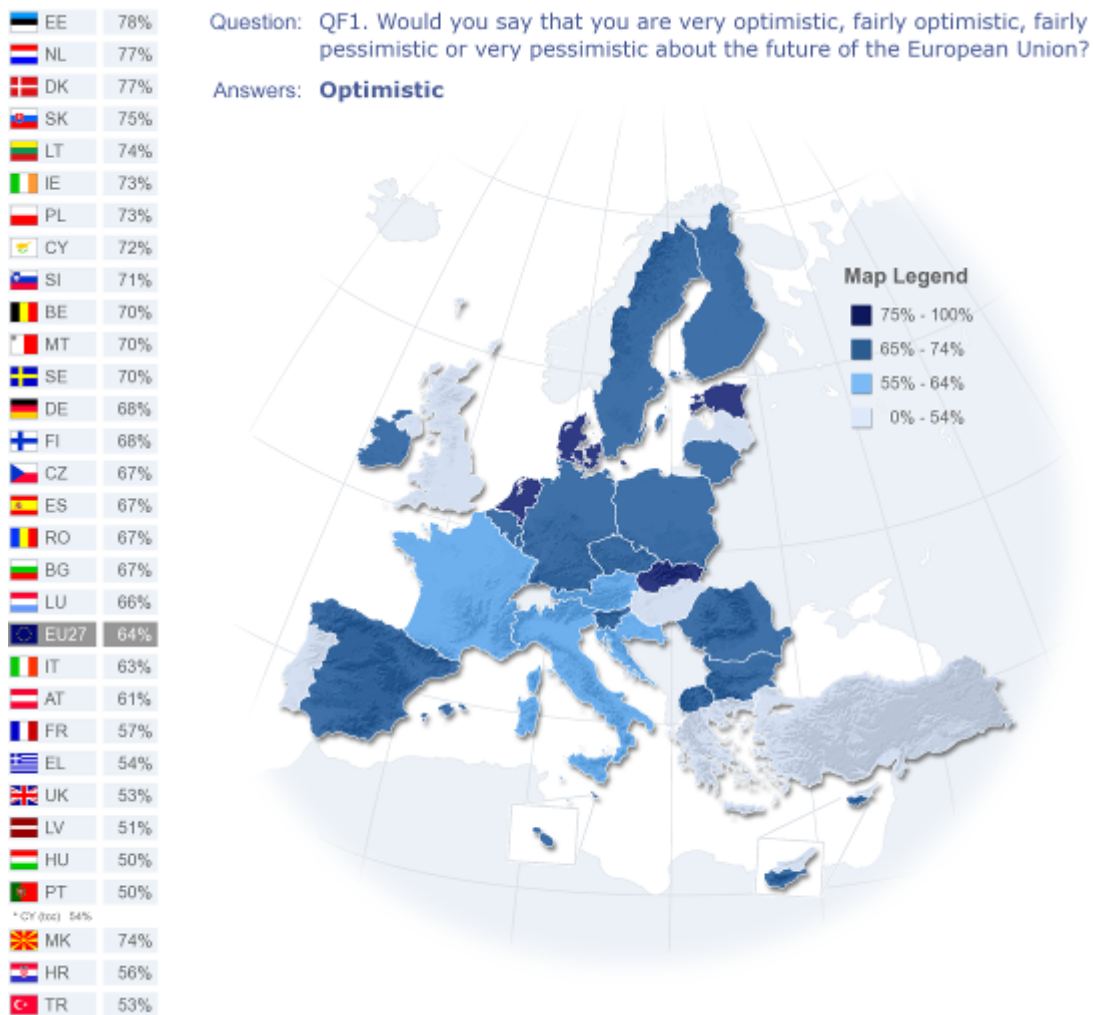 Question: QF1. Would you say that you are very optimistic, fairly optimistic, fairly
pessimistic or very pessimistic about the future of the European Union?
Answers: Optimistic
EE 78%
NL 77%
DK 77%
SK 75%
LT 74%
IE 73%
PL 73%
CY 72%
SI 71%
BE 70%
MT 70%
SE 70%
DE 68%
FI 68%
CZ 67%
ES 67%
RO 67%
BG 67%
LU 66%
EU27 64%
IT 63%
AT 61%
FR 57%
EL 54%
UK 53%
LV 51%
HU 50%
PT 50%
* CY (tcc) 54%
MK 74%
HR 56%
TR 53%
Map Legend
75% - 100%
65% - 74%
55% - 64%
0% - 54%